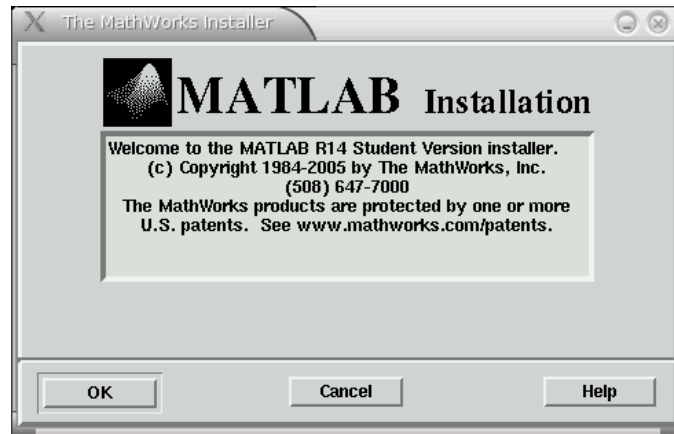 The MathWorks Installer
MATLAB Installation
Welcome to the MATLAB R14 Student Version installer.
(c) Copyright 1984-2005 by The MathWorks, Inc.
(508) 647-7000
The MathWorks products are protected by one or more
U.S. patents.  See www.mathworks.com/patents.
OK
Cancel
Help